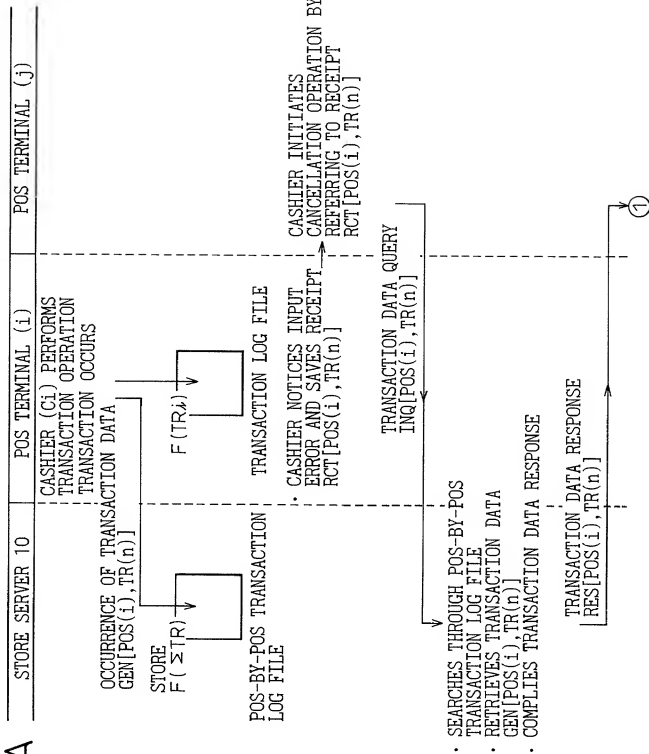 A
STORE SERVER 10
POS TERMINAL (i)
POS TERMINAL (j)
CASHIER (Ci) PERFORMS
TRANSACTION OPERATION
TRANSACTION OCCURS
OCCURRENCE OF TRANSACTION DATA
GEN[POS(i),TR(n)]
STORE
F(ΣTR)
F(TRi)
POS-BY-POS TRANSACTION
LOG FILE
TRANSACTION LOG FILE
· CASHIER NOTICES INPUT
ERROR AND SAVES RECEIPT
RCT[POS(i),TR(n)]
CASHIER INITIATES
CANCELLATION OPERATION BY
REFERRING TO RECEIPT
RCT[POS(i),TR(n)]
TRANSACTION DATA QUERY
INQ[POS(i),TR(n)]
· SEARCHES THROUGH POS-BY-POS
TRANSACTION LOG FILE
· RETRIEVES TRANSACTION DATA
GEN[POS(i),TR(n)]
· COMPLIES TRANSACTION DATA RESPONSE
TRANSACTION DATA RESPONSE
RES[POS(i),TR(n)]
①